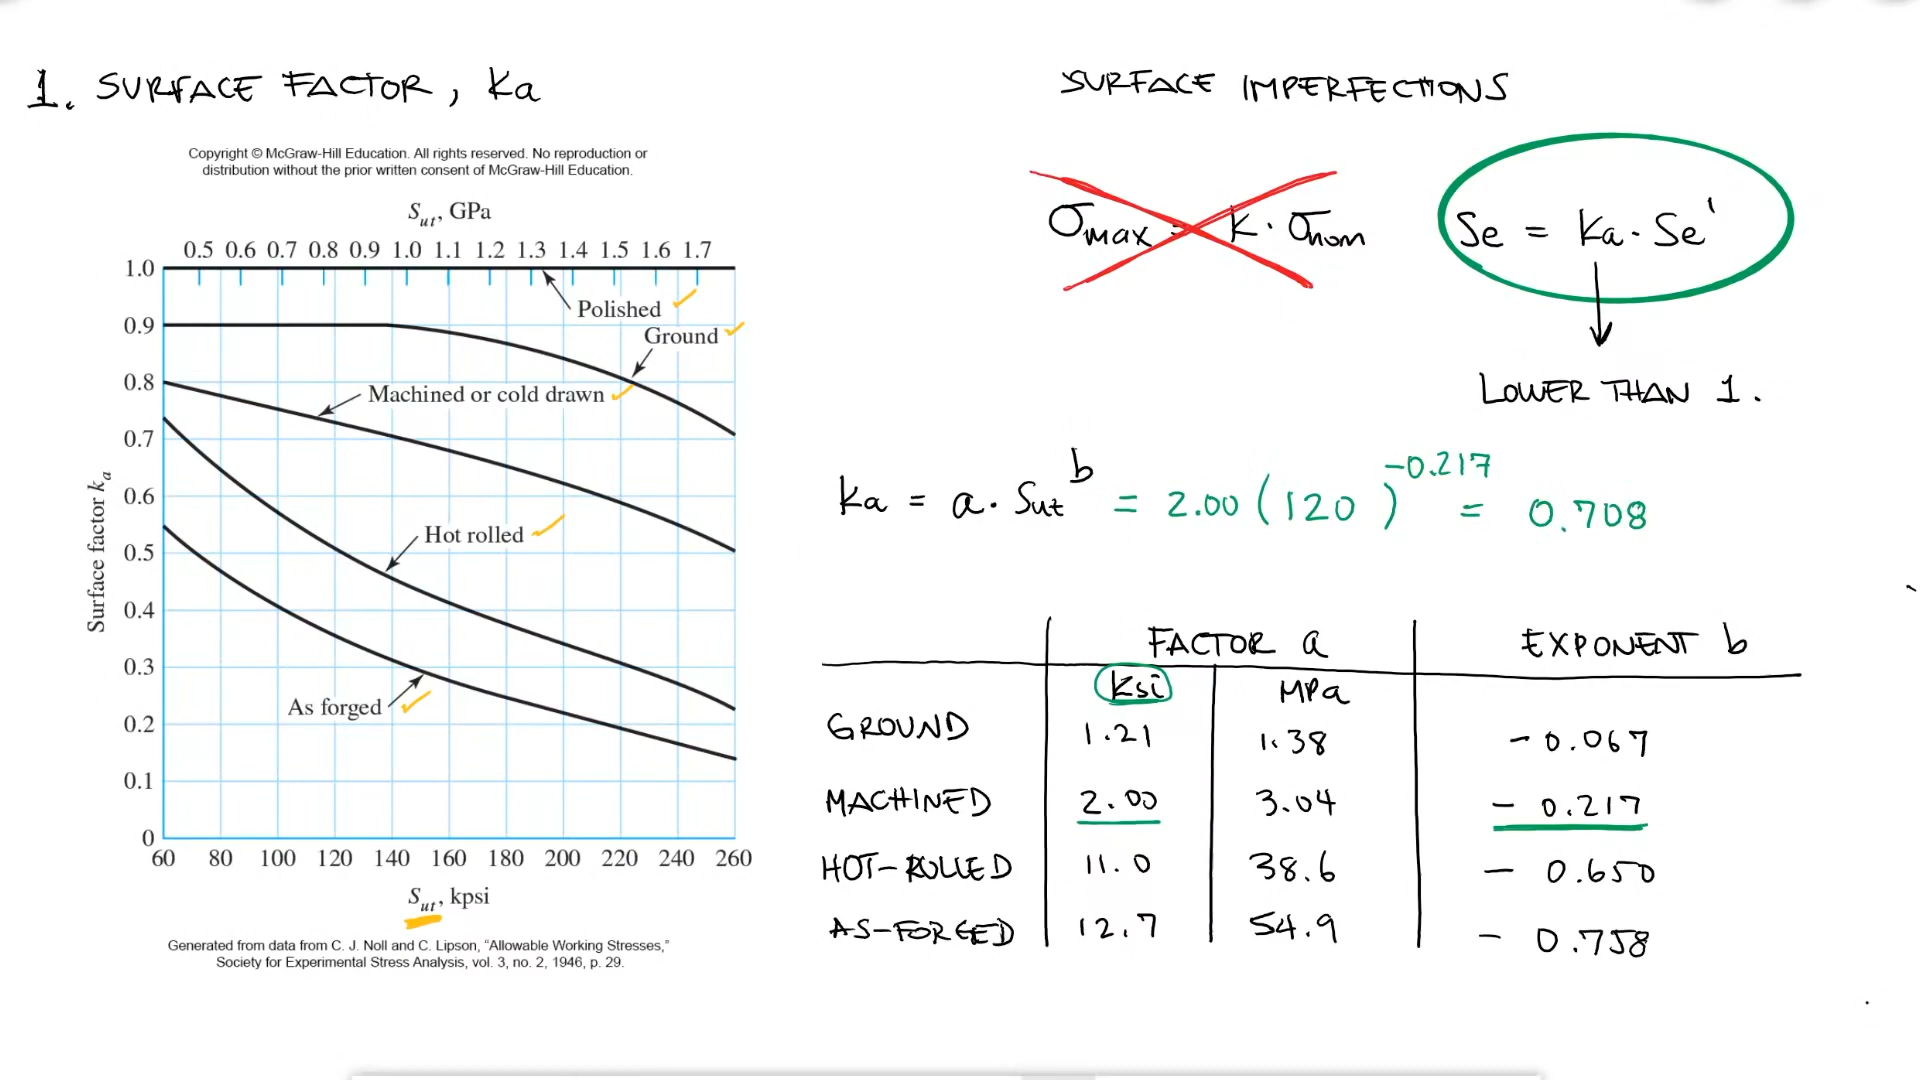 1. SURFACE FACTOR, Ka
Copyright © McGraw-Hill Education. All rights reserved. No reproduction or
distribution without the prior written consent of McGraw-Hill Education.
Sut, GPa
0.5 0.6 0.7 0.8 0.9 1.0 1.1 1.2 1.3 1.4 1.5 1.6 1.7
1.0
0.9
0.8
0.7
0.6
0.5
0.4
0.3
0.2
0.1
0
Surface factor ka
Polished
Ground
Machined or cold drawn
Hot rolled
As forged
60 80 100 120 140 160 180 200 220 240 260
Sut, kpsi
Generated from data from C. J. Noll and C. Lipson, “Allowable Working Stresses,”
Society for Experimental Stress Analysis, vol. 3, no. 2, 1946, p. 29.
SURFACE IMPERFECTIONS
σmax = K · σnom
Se = Ka · Se'
LOWER THAN 1.
Ka = a · Sut^b = 2.00 (120)^-0.217 = 0.708
FACTOR a EXPONENT b
Ksi MPa
GROUND 1.21 1.38 - 0.067
MACHINED 2.00 3.04 - 0.217
HOT-ROLLED 11.0 38.6 - 0.650
AS-FORGED 12.7 54.9 - 0.758